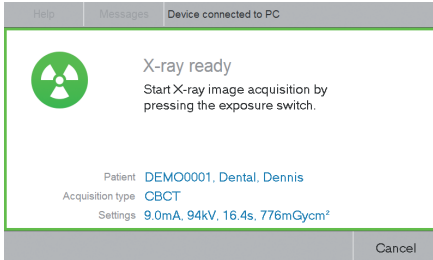 Help Messages Device connected to PC
X-ray ready
Start X-ray image acquisition by
pressing the exposure switch.
Patient DEMO0001, Dental, Dennis
Acquisition type CBCT
Settings 9.0mA, 94kV, 16.4s, 776mGycm²
Cancel